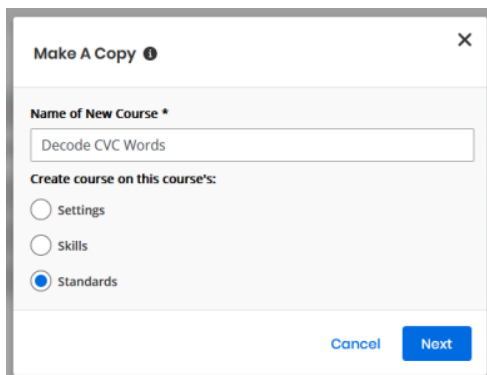 Make A Copy
Name of New Course *
Decode CVC Words
Create course on this course's:
Settings
Skills
Standards
Cancel Next